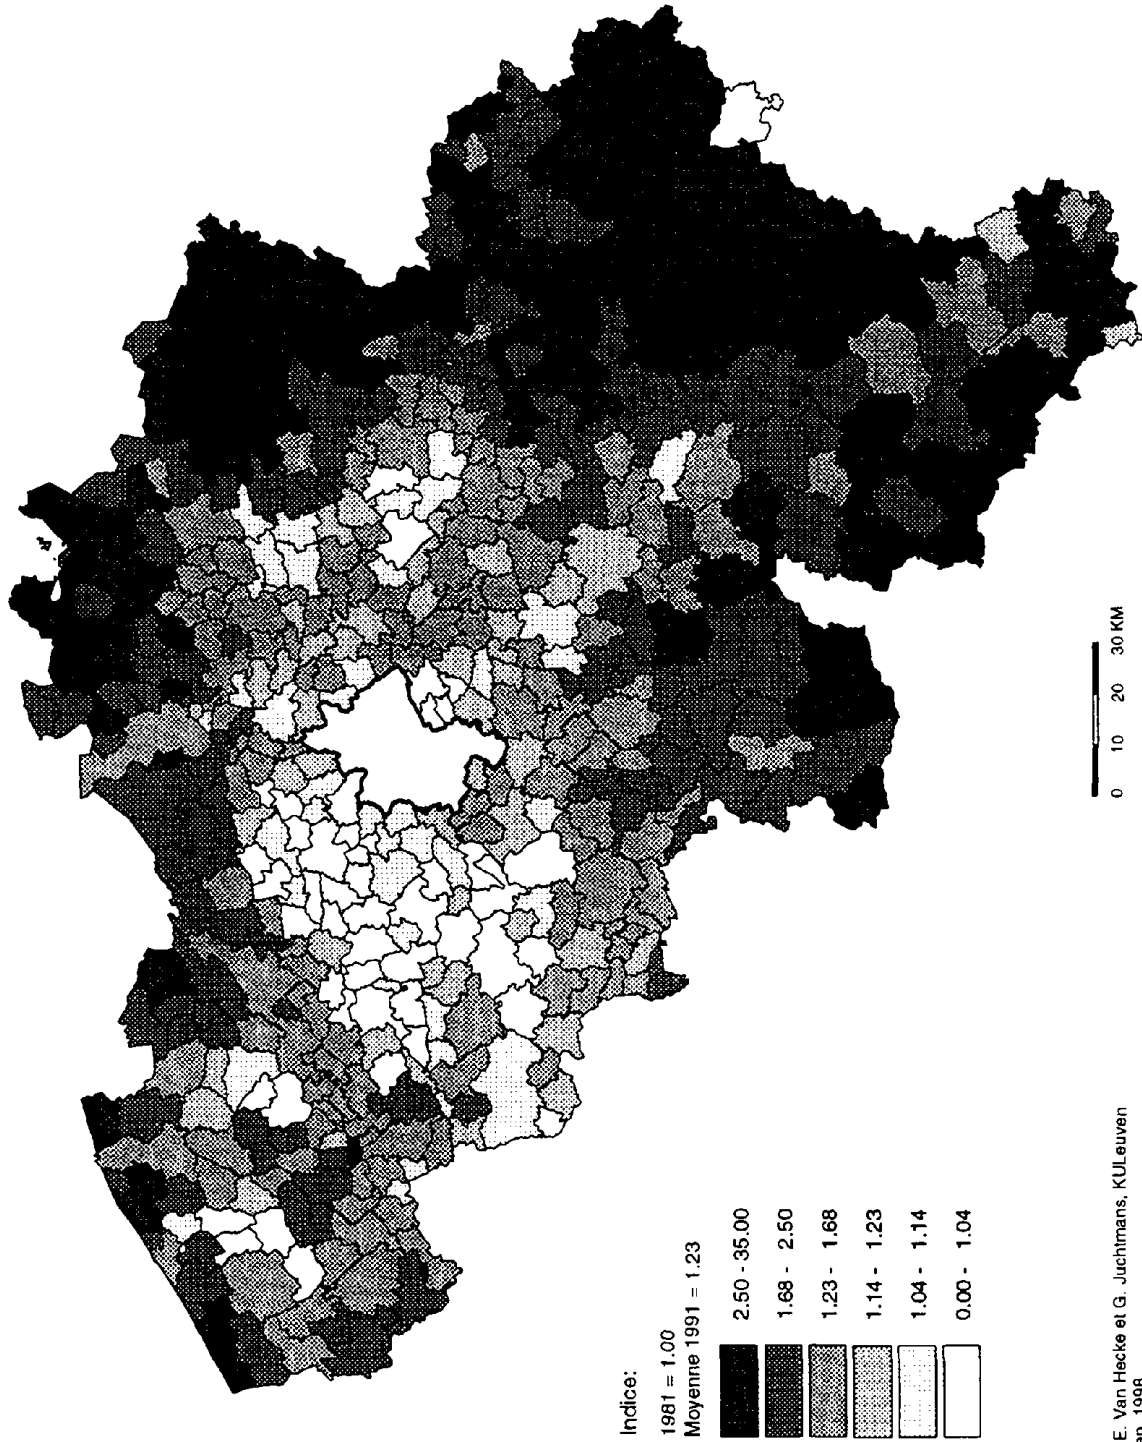 Indice:
1981 = 1.00
Moyenne 1991 = 1.23
2.50 - 35.00
1.68 - 2.50
1.23 - 1.68
1.14 - 1.23
1.04 - 1.14
0.00 - 1.04
0 10 20 30 KM
E. Van Hecke et G. Juchtmans, KULeuven
1998